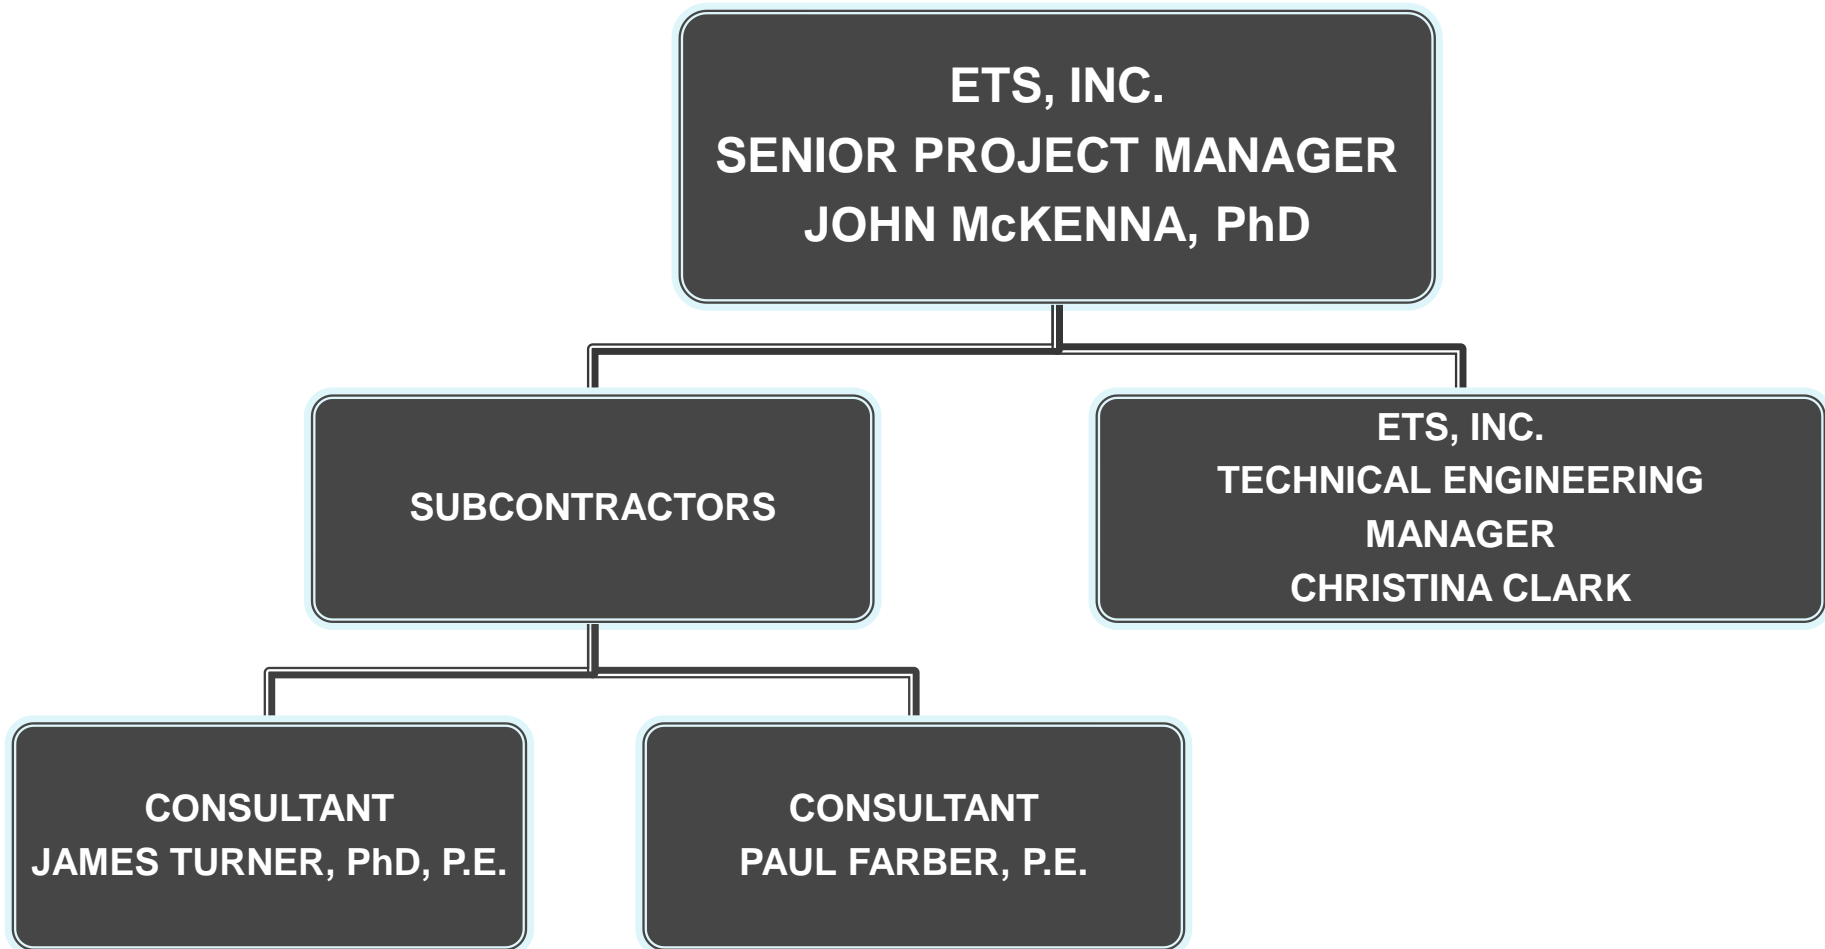 ETS, INC.
SENIOR PROJECT MANAGER
JOHN McKENNA, PhD
SUBCONTRACTORS
ETS, INC.
TECHNICAL ENGINEERING
MANAGER
CHRISTINA CLARK
CONSULTANT
JAMES TURNER, PhD, P.E.
CONSULTANT
PAUL FARBER, P.E.